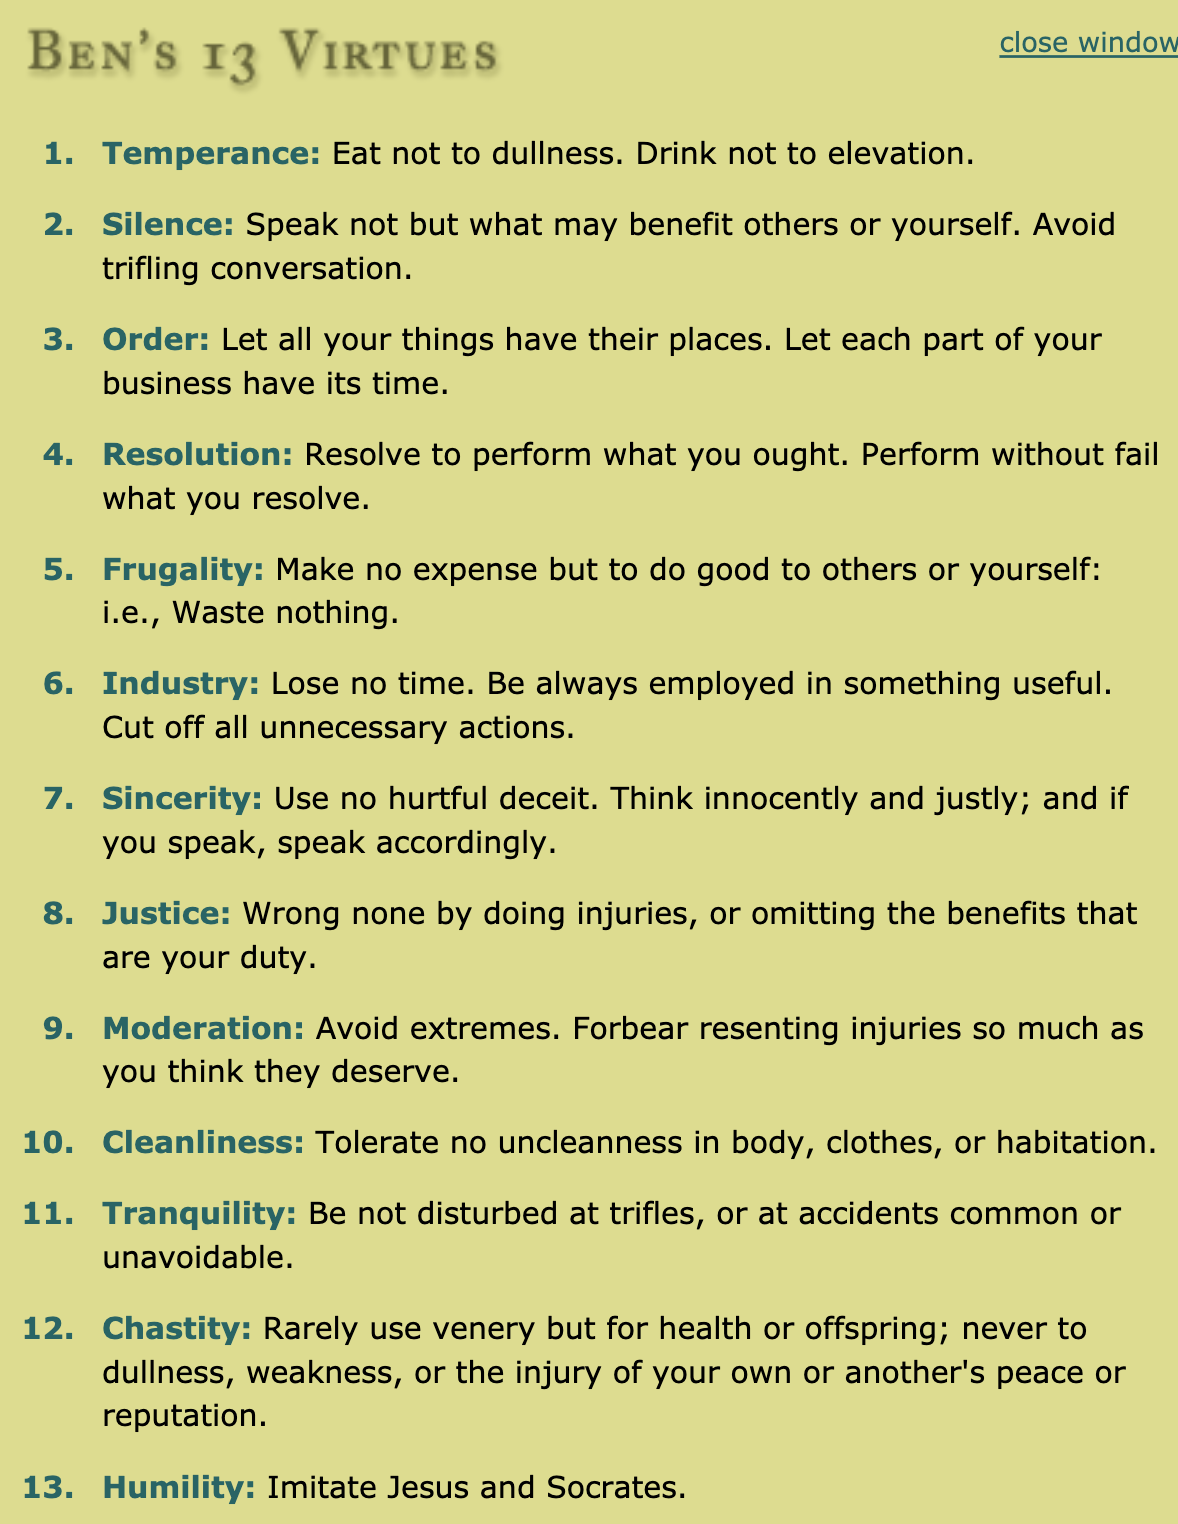 Ben's 13 Virtues
close window
1. Temperance: Eat not to dullness. Drink not to elevation.
2. Silence: Speak not but what may benefit others or yourself. Avoid
trifling conversation.
3. Order: Let all your things have their places. Let each part of your
business have its time.
4. Resolution: Resolve to perform what you ought. Perform without fail
what you resolve.
5. Frugality: Make no expense but to do good to others or yourself:
i.e., Waste nothing.
6. Industry: Lose no time. Be always employed in something useful.
Cut off all unnecessary actions.
7. Sincerity: Use no hurtful deceit. Think innocently and justly; and if
you speak, speak accordingly.
8. Justice: Wrong none by doing injuries, or omitting the benefits that
are your duty.
9. Moderation: Avoid extremes. Forbear resenting injuries so much as
you think they deserve.
10. Cleanliness: Tolerate no uncleanness in body, clothes, or habitation.
11. Tranquility: Be not disturbed at trifles, or at accidents common or
unavoidable.
12. Chastity: Rarely use venery but for health or offspring; never to
dullness, weakness, or the injury of your own or another's peace or
reputation.
13. Humility: Imitate Jesus and Socrates.